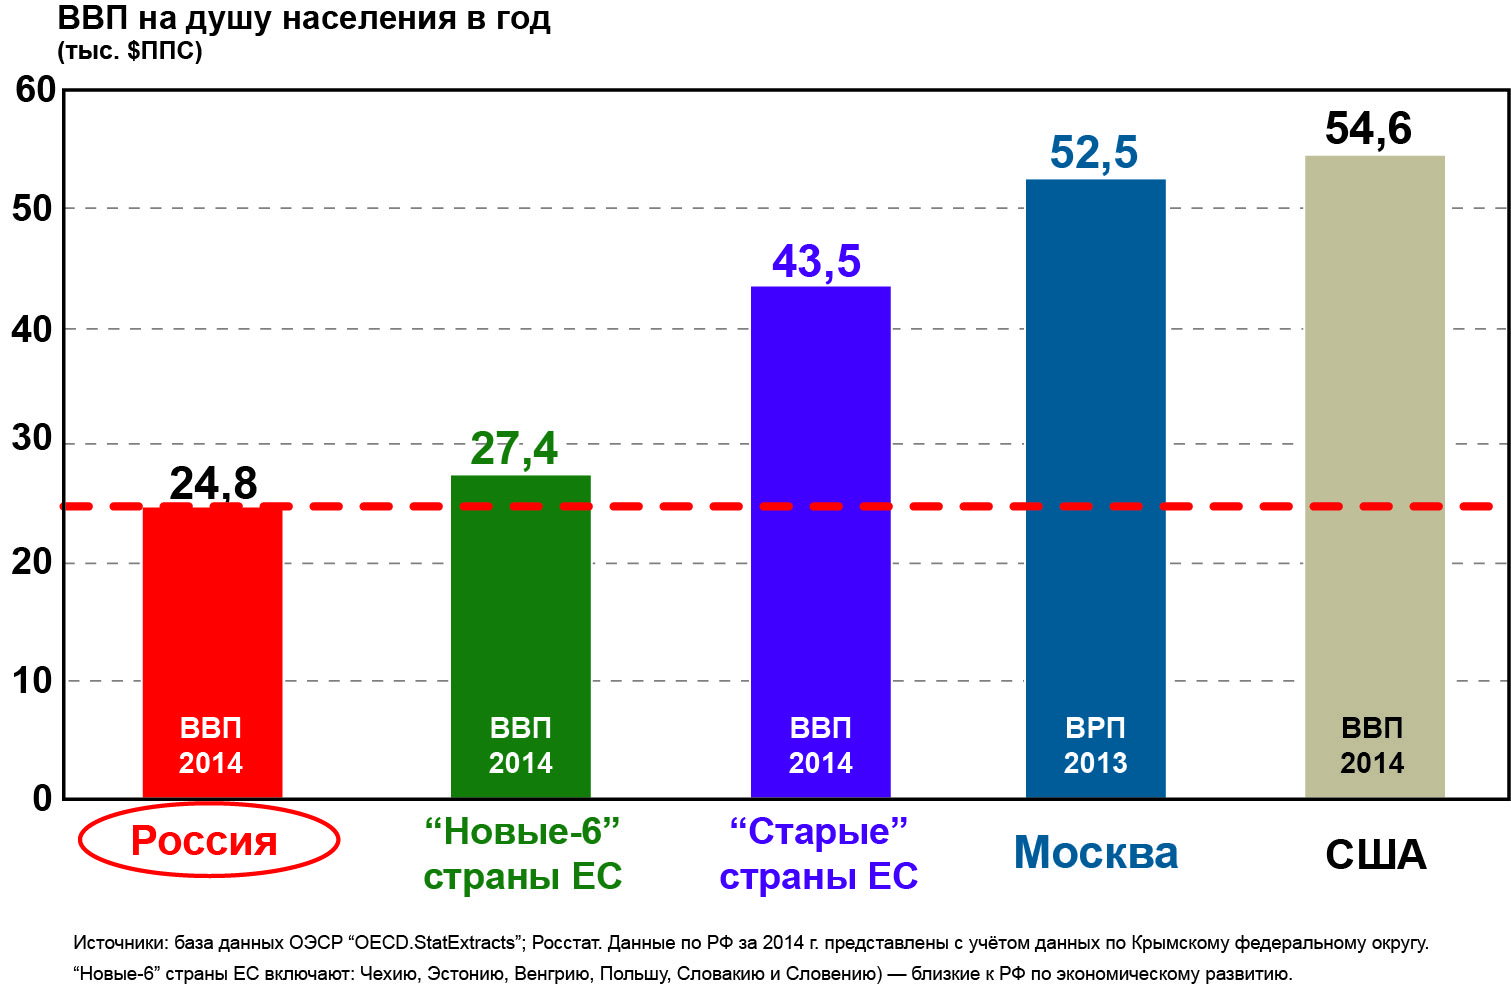 ВВП на душу населения в год
(тыс. $ППС)
60
50
40
30
20
10
0
24,8
27,4
43,5
52,5
54,6
ВВП
2014
ВВП
2014
ВВП
2014
ВРП
2013
ВВП
2014
Россия
“Новые-6”
страны ЕС
“Старые”
страны ЕС
Москва
США
Источники: база данных ОЭСР “OECD.StatExtracts”; Росстат. Данные по РФ за 2014 г. представлены с учётом данных по Крымскому федеральному округу.
“Новые-6” страны ЕС включают: Чехию, Эстонию, Венгрию, Польшу, Словакию и Словению) — близкие к РФ по экономическому развитию.